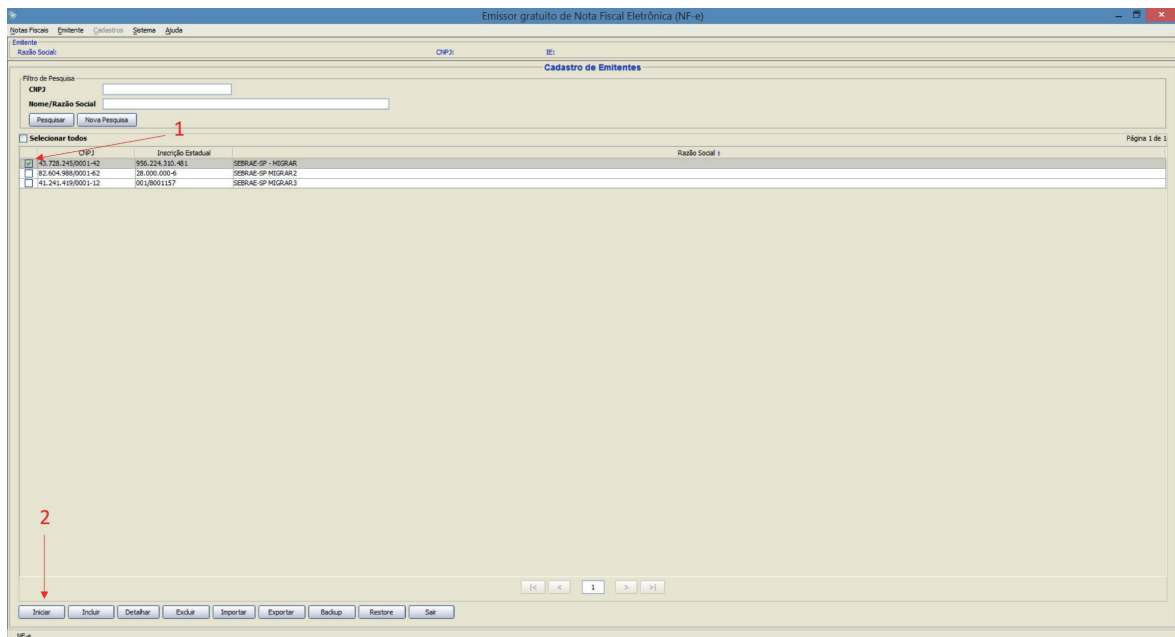 Emissor gratuito de Nota Fiscal Eletrônica (NF-e)
Notas Fiscais Emitente Cadastros Sistema Ajuda
Emitente
Razão Social: CNPJ: IE:
Cadastro de Emitentes
Filtro de Pesquisa
CNPJ
Nome/Razão Social
Pesquisar Nova Pesquisa
1
Selecionar todos Página 1 de 1
CNPJ Inscrição Estadual Razão Social
43.728.245/0001-42 956.224.310.481 SEBRAE-SP - MIGRAR
82.604.988/0001-62 28.000.000-6 SEBRAE-SP MIGRAR2
41.241.419/0001-12 001/8001157 SEBRAE-SP MIGRAR3
2
|< < 1 > >|
Iniciar Incluir Detalhar Excluir Importar Exportar Backup Restore Sair
NF-e